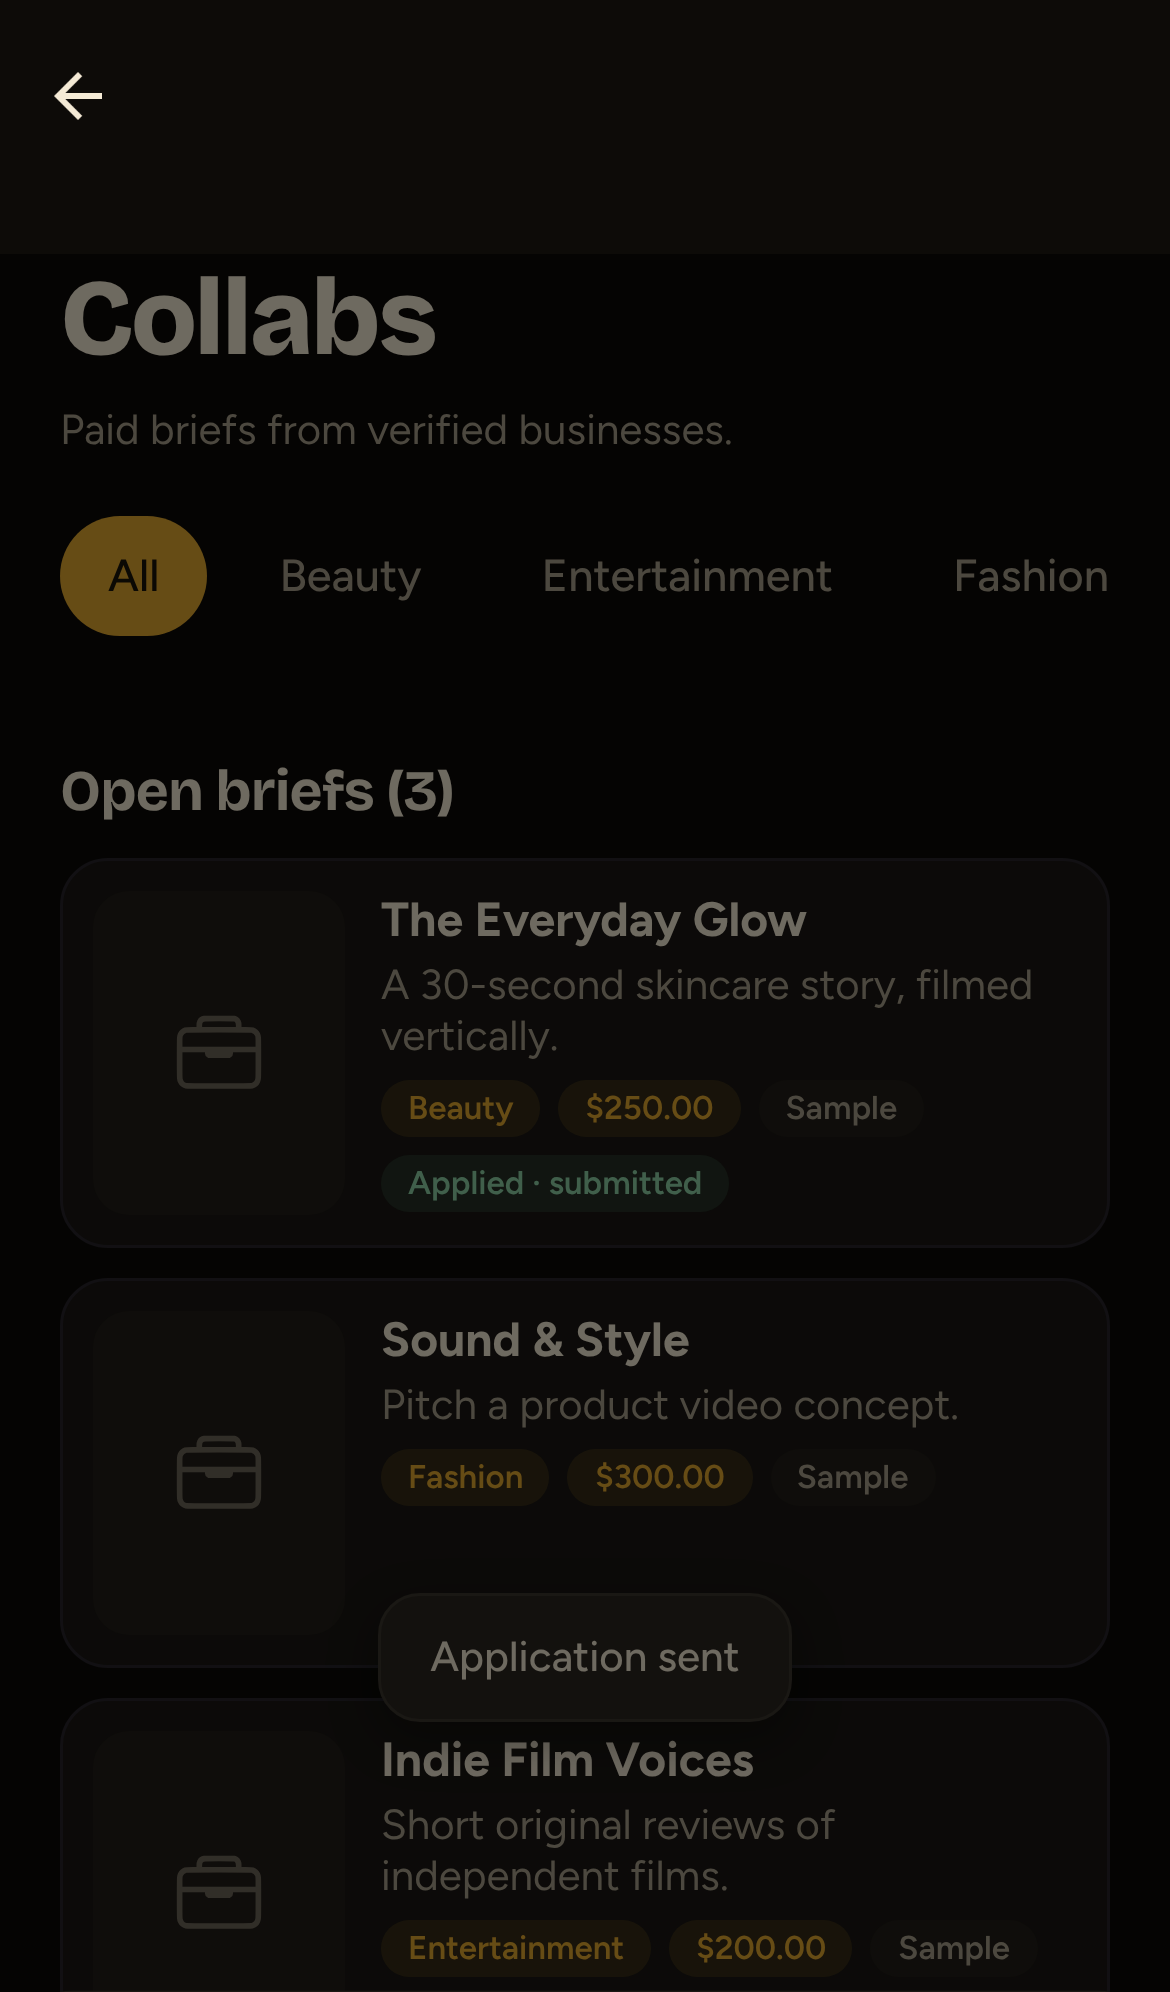 Collabs
Paid briefs from verified businesses.
All
Beauty
Entertainment
Fashion
Open briefs (3)
The Everyday Glow
A 30-second skincare story, filmed
vertically.
Beauty
$250.00
Sample
Applied · submitted
Sound & Style
Pitch a product video concept.
Fashion
$300.00
Sample
Application sent
Indie Film Voices
Short original reviews of
independent films.
Entertainment
$200.00
Sample